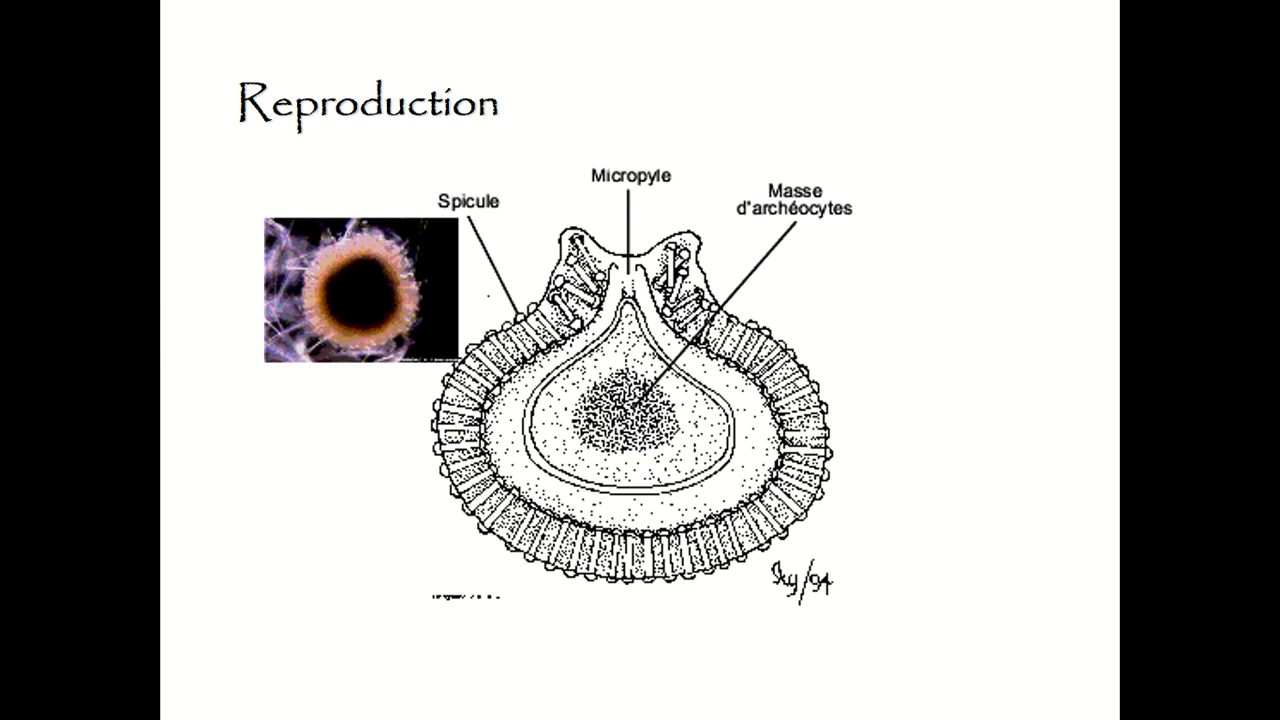 Reproduction
Micropyle
Spicule
Masse
d'archéocytes